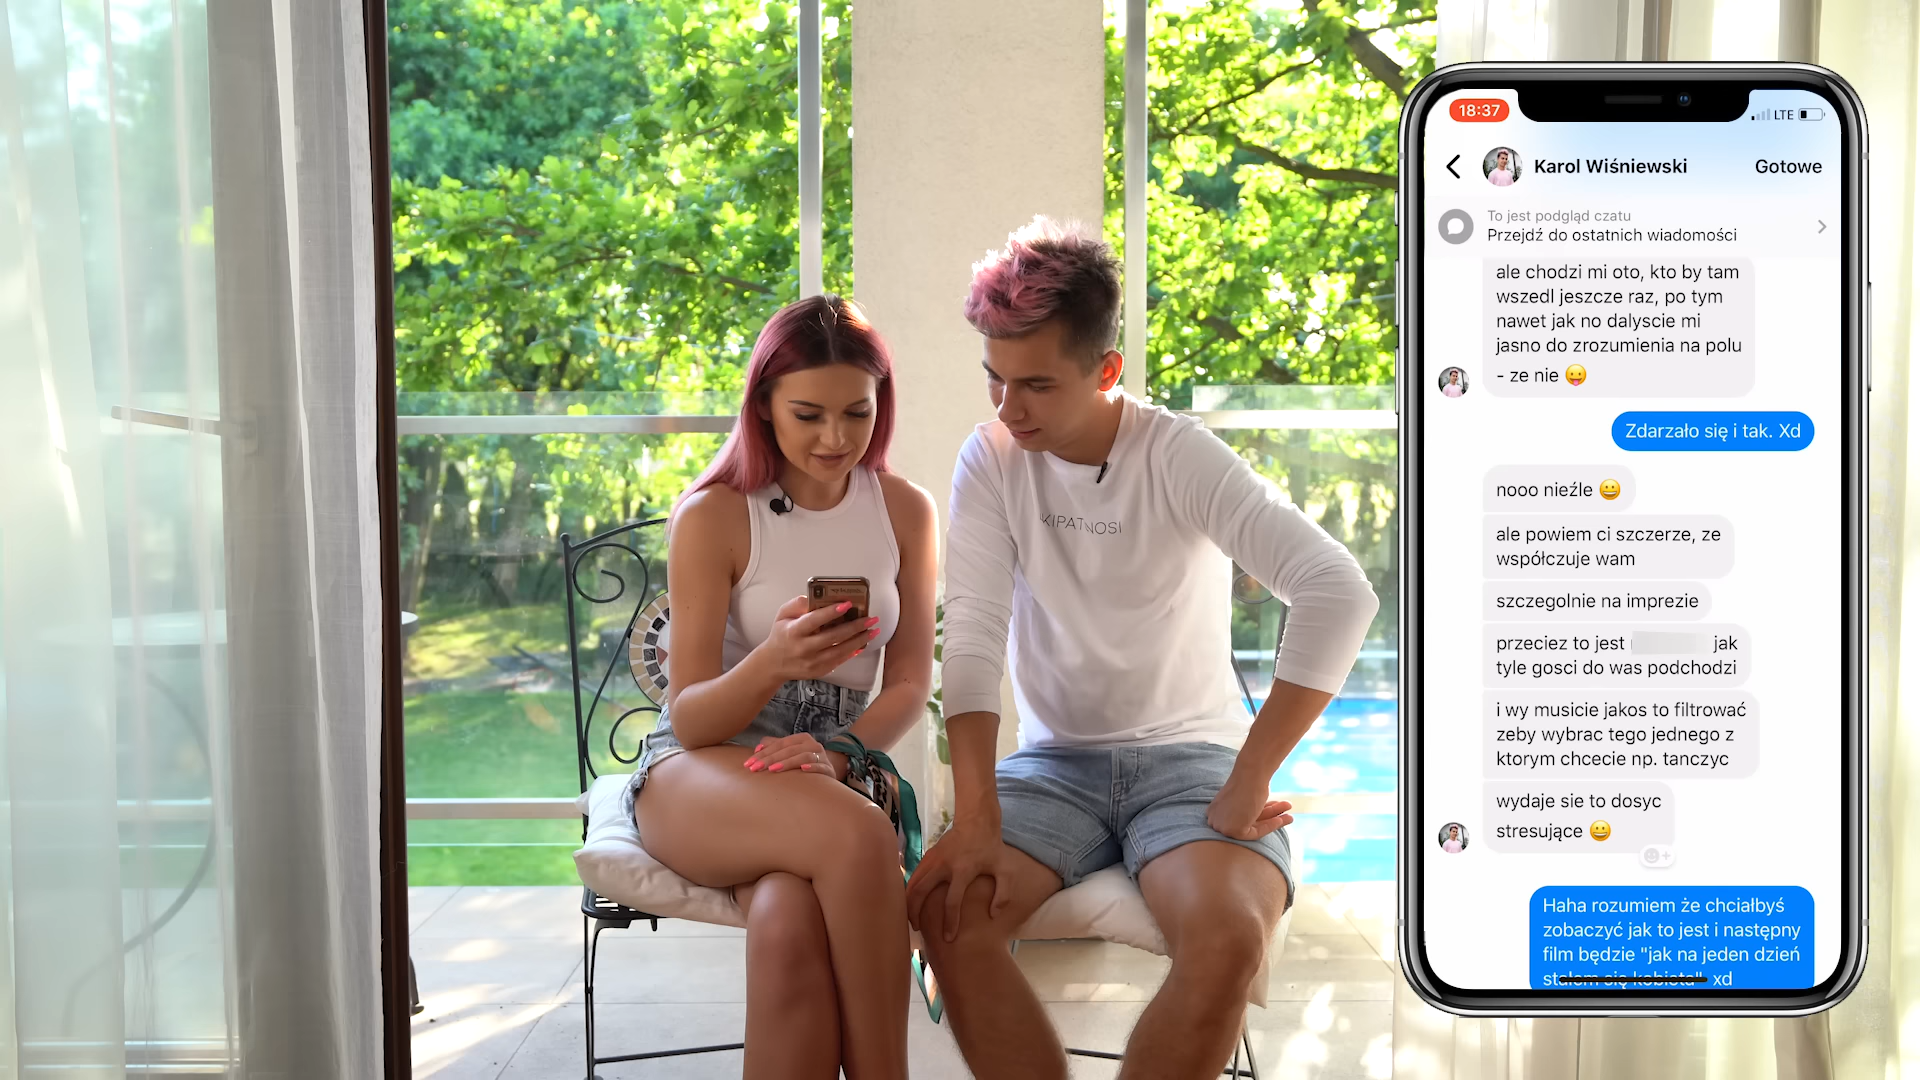 18:37
LTE
Karol Wiśniewski
Gotowe
To jest podgląd czatu
Przejdź do ostatnich wiadomości
ale chodzi mi oto, kto by tam
wszedl jeszcze raz, po tym
nawet jak no dalyscie mi
jasno do zrozumienia na polu
- ze nie 😛
Zdarzało się i tak. Xd
nooo nieźle 😀
ale powiem ci szczerze, ze
współczuje wam
szczegolnie na imprezie
przeciez to jest jak
tyle gosci do was podchodzi
i wy musicie jakos to filtrować
zeby wybrac tego jednego z
ktorym chcecie np. tanczyc
wydaje sie to dosyc
stresujące 😀
Haha rozumiem że chciałbyś
zobaczyć jak to jest i następny
film będzie "jak na jeden dzień
stałem się kobietą" xd